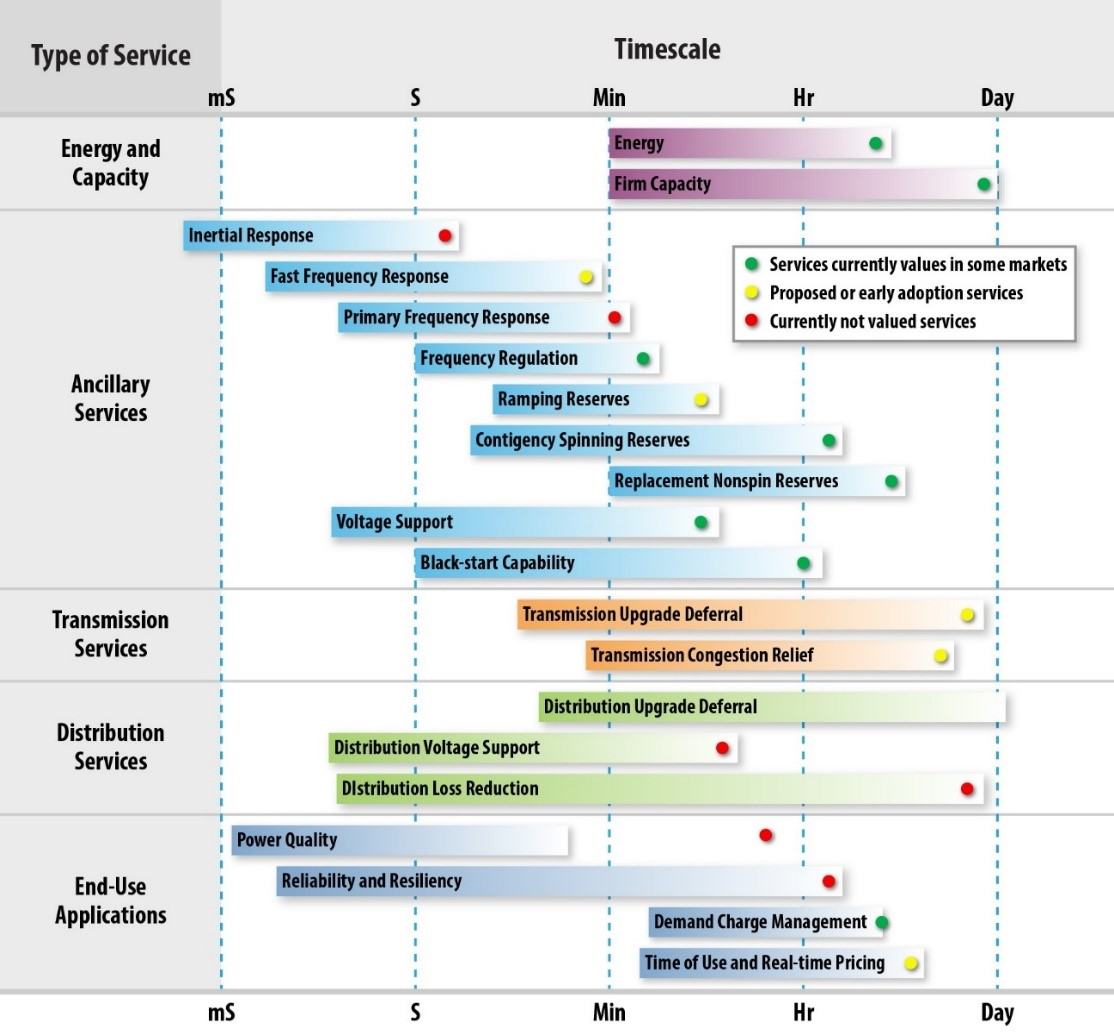 Type of Service
Timescale
mS S Min Hr Day
Energy and
Capacity
Energy
Firm Capacity
Ancillary
Services
Inertial Response
Fast Frequency Response
Primary Frequency Response
Frequency Regulation
Ramping Reserves
Contigency Spinning Reserves
Replacement Nonspin Reserves
Voltage Support
Black-start Capability
Services currently values in some markets
Proposed or early adoption services
Currently not valued services
Transmission
Services
Transmission Upgrade Deferral
Transmission Congestion Relief
Distribution
Services
Distribution Upgrade Deferral
Distribution Voltage Support
DIstribution Loss Reduction
End-Use
Applications
Power Quality
Reliability and Resiliency
Demand Charge Management
Time of Use and Real-time Pricing
mS S Min Hr Day